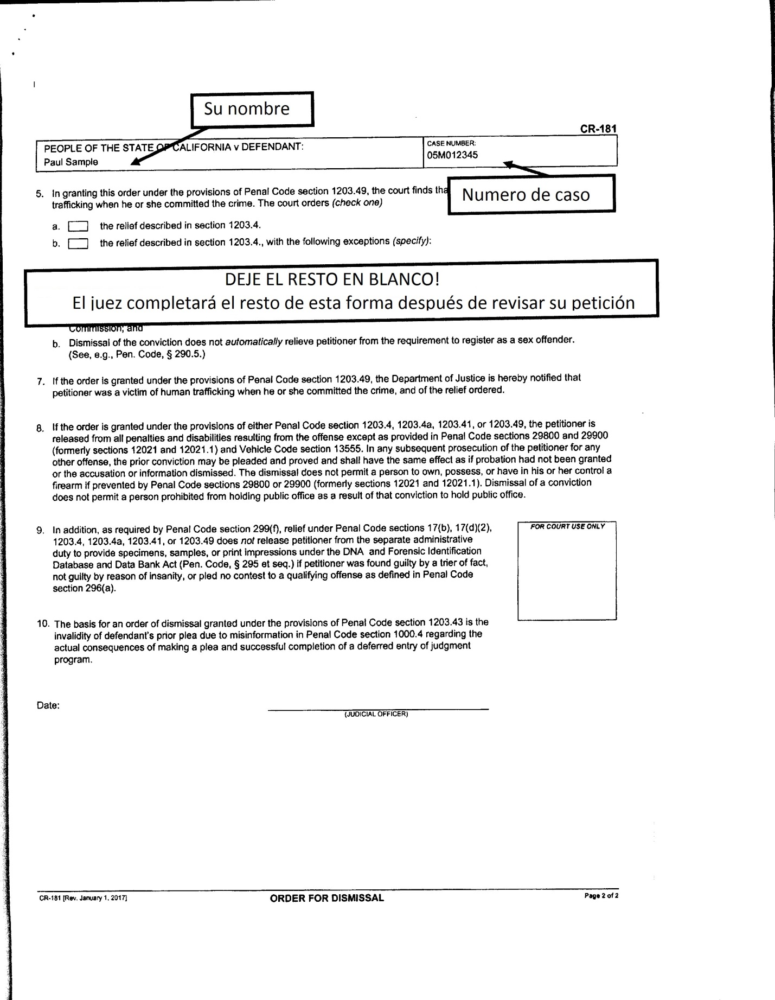 Su nombre
CR-181
PEOPLE OF THE STATE OF CALIFORNIA v DEFENDANT:
Paul Sample
CASE NUMBER:
05M012345
Numero de caso
5. In granting this order under the provisions of Penal Code section 1203.49, the court finds tha
trafficking when he or she committed the crime. The court orders (check one)
a. the relief described in section 1203.4.
b. the relief described in section 1203.4., with the following exceptions (specify):
DEJE EL RESTO EN BLANCO!
El juez completará el resto de esta forma después de revisar su petición
Commission; and
b. Dismissal of the conviction does not automatically relieve petitioner from the requirement to register as a sex offender.
(See, e.g., Pen. Code, § 290.5.)
7. If the order is granted under the provisions of Penal Code section 1203.49, the Department of Justice is hereby notified that
petitioner was a victim of human trafficking when he or she committed the crime, and of the relief ordered.
8. If the order is granted under the provisions of either Penal Code section 1203.4, 1203.4a, 1203.41, or 1203.49, the petitioner is
released from all penalties and disabilities resulting from the offense except as provided in Penal Code sections 29800 and 29900
(formerly sections 12021 and 12021.1) and Vehicle Code section 13555. In any subsequent prosecution of the petitioner for any
other offense, the prior conviction may be pleaded and proved and shall have the same effect as if probation had not been granted
or the accusation or information dismissed. The dismissal does not permit a person to own, possess, or have in his or her control a
firearm if prevented by Penal Code sections 29800 or 29900 (formerly sections 12021 and 12021.1). Dismissal of a conviction
does not permit a person prohibited from holding public office as a result of that conviction to hold public office.
9. In addition, as required by Penal Code section 299(f), relief under Penal Code sections 17(b), 17(d)(2),
1203.4, 1203.4a, 1203.41, or 1203.49 does not release petitioner from the separate administrative
duty to provide specimens, samples, or print impressions under the DNA and Forensic Identification
Database and Data Bank Act (Pen. Code, § 295 et seq.) if petitioner was found guilty by a trier of fact,
not guilty by reason of insanity, or pled no contest to a qualifying offense as defined in Penal Code
section 296(a).
FOR COURT USE ONLY
10. The basis for an order of dismissal granted under the provisions of Penal Code section 1203.43 is the
invalidity of defendant's prior plea due to misinformation in Penal Code section 1000.4 regarding the
actual consequences of making a plea and successful completion of a deferred entry of judgment
program.
Date:
(JUDICIAL OFFICER)
CR-181 [Rev. January 1, 2017]
ORDER FOR DISMISSAL
Page 2 of 2